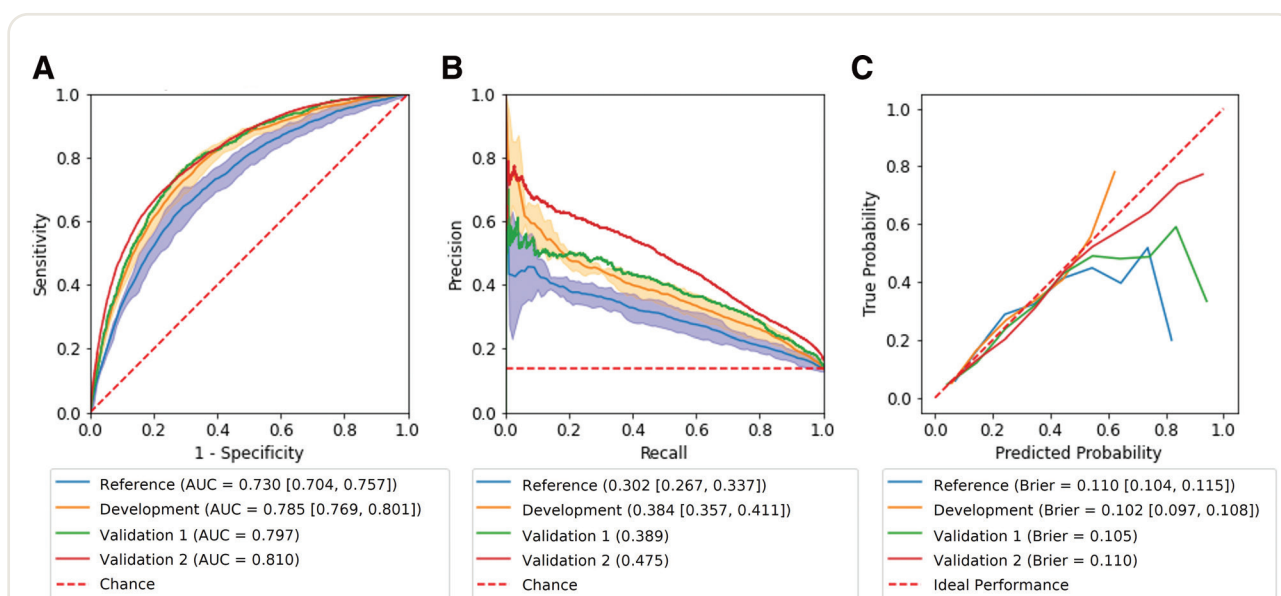 A
1.0
0.8
0.6
0.4
0.2
0.0
Sensitivity
0.0 0.2 0.4 0.6 0.8 1.0
1 - Specificity
Reference (AUC = 0.730 [0.704, 0.757])
Development (AUC = 0.785 [0.769, 0.801])
Validation 1 (AUC = 0.797)
Validation 2 (AUC = 0.810)
Chance
B
1.0
0.8
0.6
0.4
0.2
0.0
Precision
0.0 0.2 0.4 0.6 0.8 1.0
Recall
Reference (0.302 [0.267, 0.337])
Development (0.384 [0.357, 0.411])
Validation 1 (0.389)
Validation 2 (0.475)
Chance
C
1.0
0.8
0.6
0.4
0.2
0.0
True Probability
0.0 0.2 0.4 0.6 0.8 1.0
Predicted Probability
Reference (Brier = 0.110 [0.104, 0.115])
Development (Brier = 0.102 [0.097, 0.108])
Validation 1 (Brier = 0.105)
Validation 2 (Brier = 0.110)
Ideal Performance